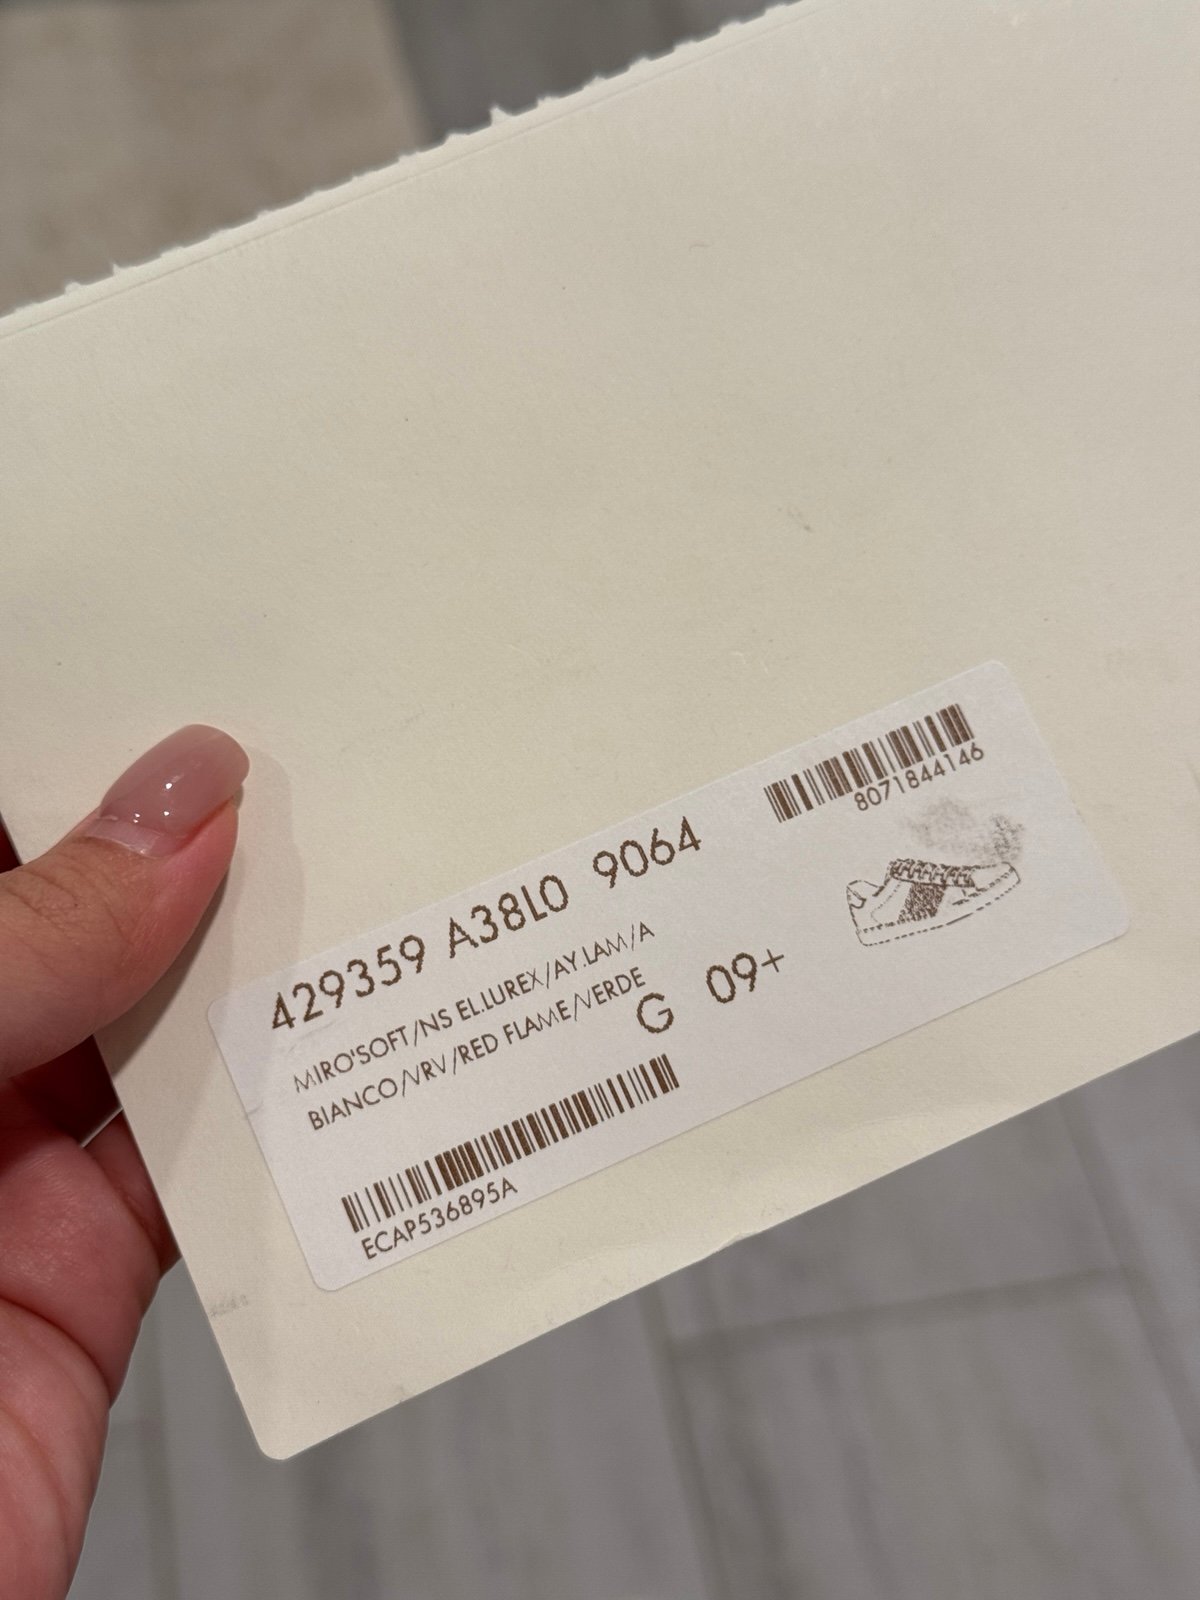 8071844146
429359 A38L0 9064
MIRO'SOFT/NS EL.LUREX/AY.LAM/A
BIANCO/VRV/RED FLAME/VERDE
G 09+
ECAP536895A